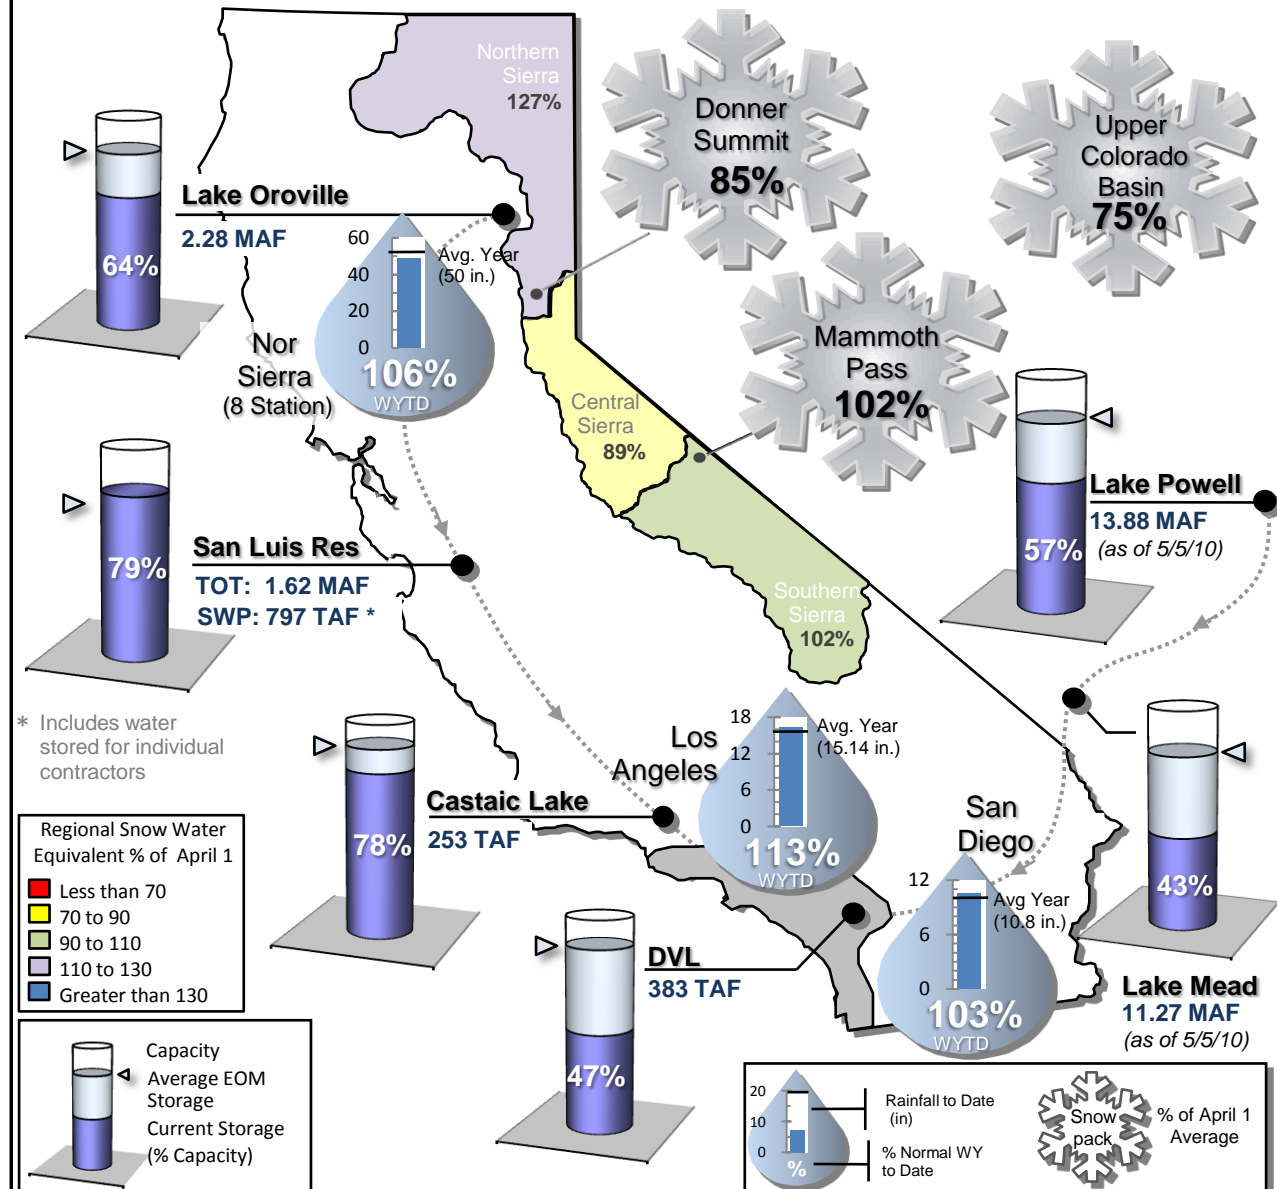 Northern
Sierra
127%
Donner
Summit
85%
Upper
Colorado
Basin
75%
Lake Oroville
2.28 MAF
64%
60
40
20
0
Avg. Year
(50 in.)
106%
WYTD
Nor
Sierra
(8 Station)
Mammoth
Pass
102%
Central
Sierra
89%
Lake Powell
13.88 MAF
(as of 5/5/10)
57%
San Luis Res
TOT: 1.62 MAF
SWP: 797 TAF *
79%
Southern
Sierra
102%
* Includes water
stored for individual
contractors
Los
Angeles
18
12
6
0
Avg. Year
(15.14 in.)
113%
WYTD
Castaic Lake
253 TAF
78%
San
Diego
12
6
0
Avg Year
(10.8 in.)
103%
WYTD
43%
Lake Mead
11.27 MAF
(as of 5/5/10)
DVL
383 TAF
47%
Regional Snow Water
Equivalent % of April 1
Less than 70
70 to 90
90 to 110
110 to 130
Greater than 130
Capacity
Average EOM
Storage
Current Storage
(% Capacity)
20
10
0
%
Rainfall to Date
(in)
% Normal WY
to Date
Snow
pack
% of April 1
Average